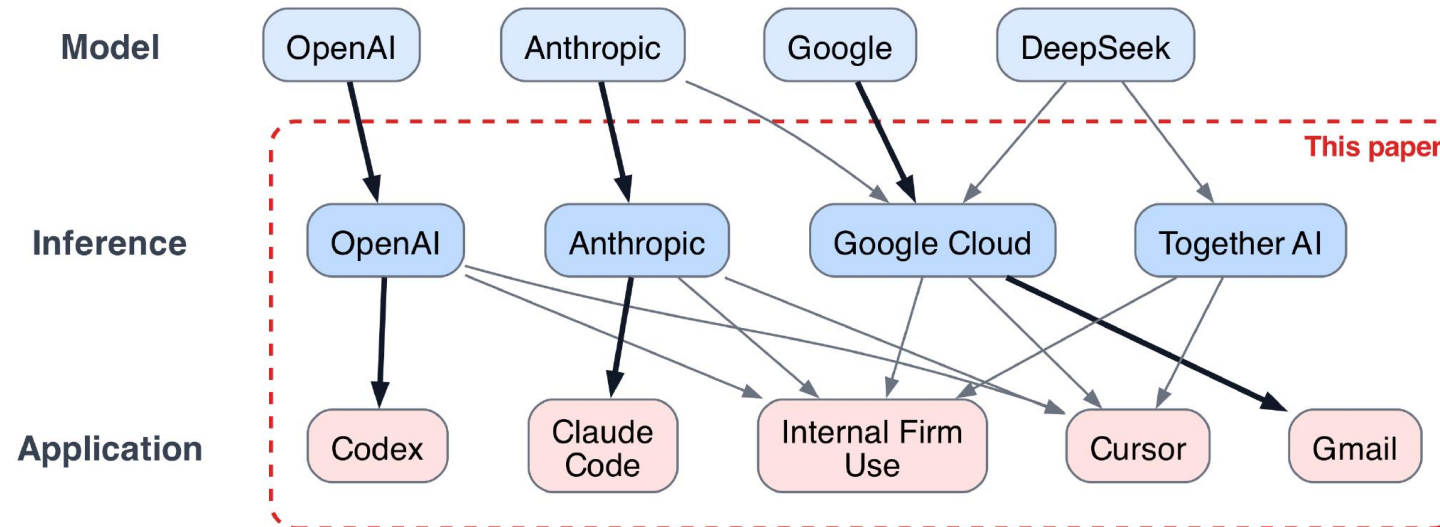 Model
OpenAI
Anthropic
Google
DeepSeek
This paper
Inference
OpenAI
Anthropic
Google Cloud
Together AI
Application
Codex
Claude
Code
Internal Firm
Use
Cursor
Gmail